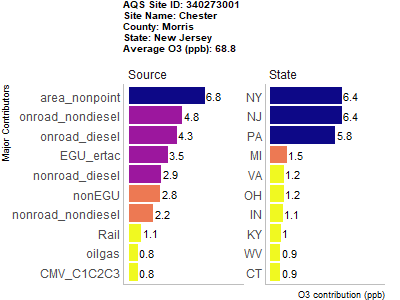 AQS Site ID: 340273001
Site Name: Chester
County: Morris
State: New Jersey
Average O3 (ppb): 68.8
Major Contributors
Source
area_nonpoint 6.8
onroad_nondiesel 4.8
onroad_diesel 4.3
EGU_ertac 3.5
nonroad_diesel 2.9
nonEGU 2.8
nonroad_nondiesel 2.2
Rail 1.1
oilgas 0.8
CMV_C1C2C3 0.8
State
NY 6.4
NJ 6.4
PA 5.8
MI 1.5
VA 1.2
OH 1.2
IN 1.1
KY 1
WV 0.9
CT 0.9
O3 contribution (ppb)